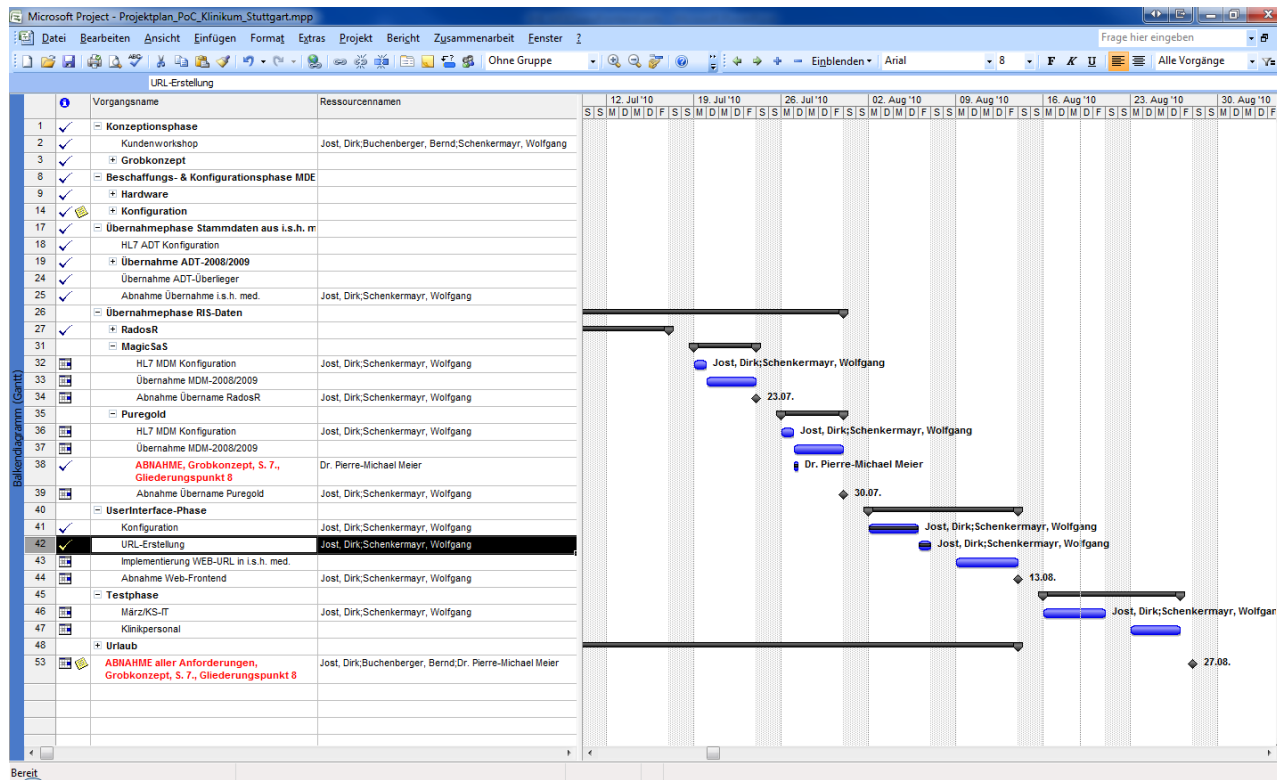 Microsoft Project - Projektplan_PoC_Klinikum_Stuttgart.mpp
Datei Bearbeiten Ansicht Einfügen Format Extras Projekt Bericht Zusammenarbeit Fenster ? Frage hier eingeben
Ohne Gruppe Einblenden Arial 8 F K U Alle Vorgänge
URL-Erstellung
Vorgangsname Ressourcennamen 12. Jul '10 19. Jul '10 26. Jul '10 02. Aug '10 09. Aug '10 16. Aug '10 23. Aug '10 30. Aug '10
S S M D M D F S S M D M D F S S M D M D F S S M D M D F S S M D M D F S S M D M D F S S M D M D F S S M D M D F
1 Konzeptionsphase
2 Kundenworkshop Jost, Dirk;Buchenberger, Bernd;Schenkermayr, Wolfgang
3 Grobkonzept
8 Beschaffungs- & Konfigurationsphase MDE
9 Hardware
14 Konfiguration
17 Übernahmephase Stammdaten aus i.s.h. m
18 HL7 ADT Konfiguration
19 Übernahme ADT-2008/2009
24 Übernahme ADT-Überlieger
25 Abnahme Übernahme i.s.h. med. Jost, Dirk;Schenkermayr, Wolfgang
26 Übernahmephase RIS-Daten
27 RadosR
31 MagicSaS
32 HL7 MDM Konfiguration Jost, Dirk;Schenkermayr, Wolfgang Jost, Dirk;Schenkermayr, Wolfgang
33 Übernahme MDM-2008/2009
34 Abnahme Übername RadosR Jost, Dirk;Schenkermayr, Wolfgang 23.07.
35 Puregold
36 HL7 MDM Konfiguration Jost, Dirk;Schenkermayr, Wolfgang Jost, Dirk;Schenkermayr, Wolfgang
37 Übernahme MDM-2008/2009
38 ABNAHME, Grobkonzept, S. 7., Dr. Pierre-Michael Meier Dr. Pierre-Michael Meier
Gliederungspunkt 8
39 Abnahme Übername Puregold Jost, Dirk;Schenkermayr, Wolfgang 30.07.
40 UserInterface-Phase
41 Konfiguration Jost, Dirk;Schenkermayr, Wolfgang Jost, Dirk;Schenkermayr, Wolfgang
42 URL-Erstellung Jost, Dirk;Schenkermayr, Wolfgang Jost, Dirk;Schenkermayr, Wolfgang
43 Implementierung WEB-URL in i.s.h. med.
44 Abnahme Web-Frontend Jost, Dirk;Schenkermayr, Wolfgang 13.08.
45 Testphase
46 März/KS-IT Jost, Dirk;Schenkermayr, Wolfgang Jost, Dirk;Schenkermayr, Wolfgan
47 Klinikpersonal
48 Urlaub
53 ABNAHME aller Anforderungen, Jost, Dirk;Buchenberger, Bernd;Dr. Pierre-Michael Meier 27.08.
Grobkonzept, S. 7., Gliederungspunkt 8
Balkendiagramm (Gantt)
Bereit